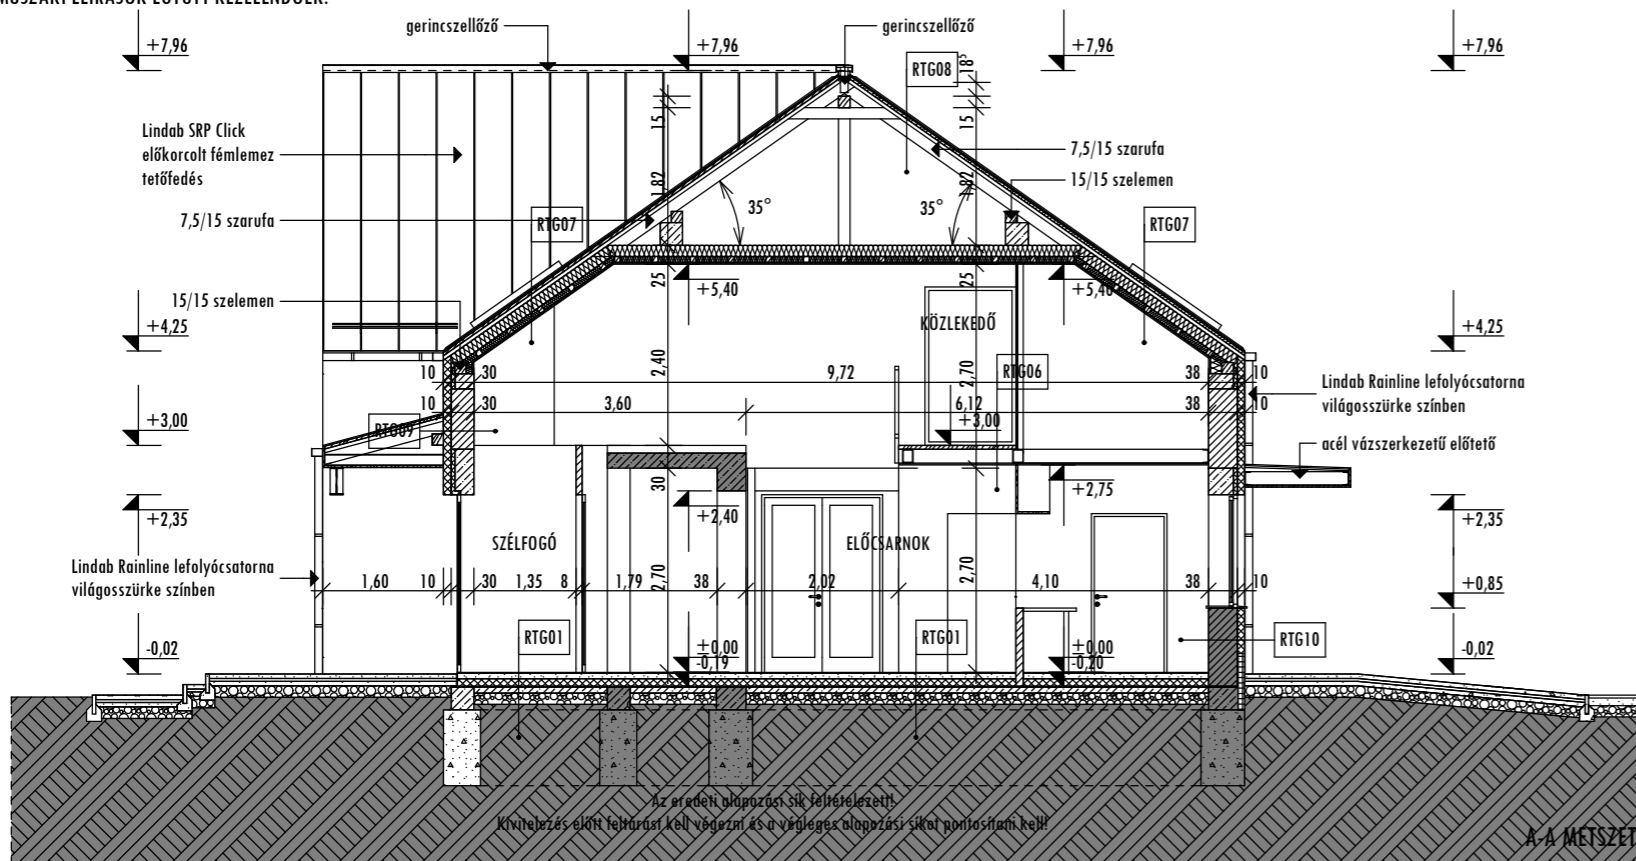 MŰSZAKI LEÍRÁSOK EGYÜTT KEZELENDŐEK!
gerincszellőző
gerincszellőző
+7,96
+7,96
+7,96
+7,96
RTG08
18⁵
15
15
Lindab SRP Click
előkorcolt fémlemez
tetőfedés
7,5/15 szarufa
15/15 szelemen
1,82
1,82
7,5/15 szarufa
RTG07
35°
35°
RTG07
25
25
+5,40
+5,40
15/15 szelemen
+4,25
+4,25
KÖZLEKEDŐ
2,40
2,70
RTG06
10
30
9,72
38
10
Lindab Rainline lefolyócsatorna
világosszürke színben
10
30
3,60
6,12
38
10
+3,00
RTG09
+3,00
+3,00
acél vázszerkezetű előtető
30
+2,75
+2,35
+2,40
+2,35
SZÉLFOGÓ
ELŐCSARNOK
Lindab Rainline lefolyócsatorna
világosszürke színben
2,70
2,70
1,60
10
30
1,35
8
1,79
38
2,02
4,10
38
10
+0,85
RTG01
RTG01
RTG10
-0,02
±0,00
-0,19
±0,00
-0,20
-0,02
Az eredeti alapozási sík feltételezett!
Kivitelezés előtt feltárást kell végezni és a végleges alapozási síkot pontosítani kell!
A-A METSZET